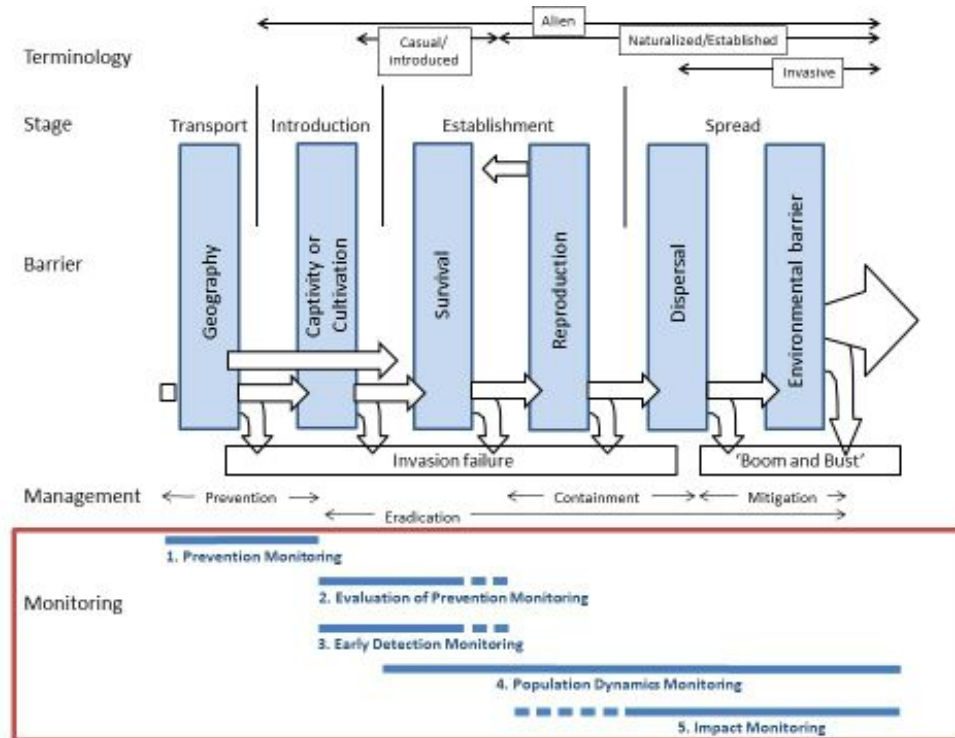 Alien
Casual/
introduced
Naturalized/Established
Terminology
Invasive
Stage
Transport
Introduction
Establishment
Spread
Barrier
Geography
Captivity or
Cultivation
Survival
Reproduction
Dispersal
Environmental barrier
Invasion failure
'Boom and Bust'
Management
Prevention
Containment
Mitigation
Eradication
1. Prevention Monitoring
Monitoring
2. Evaluation of Prevention Monitoring
3. Early Detection Monitoring
4. Population Dynamics Monitoring
5. Impact Monitoring